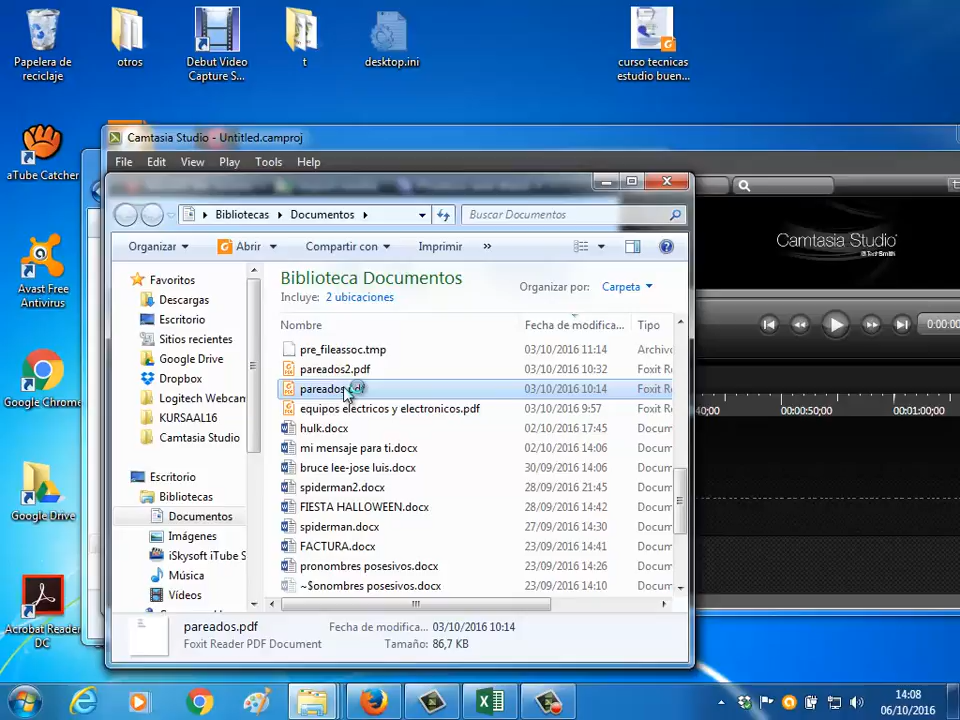 Papelera de
reciclaje
otros
Debut Video
Capture S...
t
desktop.ini
curso tecnicas
estudio buen...
aTube Catcher
Avast Free
Antivirus
Google Chrome
Google Drive
Acrobat Reader
DC
Camtasia Studio - Untitled.camproj
File Edit View Play Tools Help
Bibliotecas Documentos
Buscar Documentos
Organizar Abrir Compartir con Imprimir »
Favoritos
Descargas
Escritorio
Sitios recientes
Google Drive
Dropbox
Logitech Webcam
KURSAAL16
Camtasia Studio
Escritorio
Bibliotecas
Documentos
Imágenes
iSkysoft iTube S
Música
Vídeos
Biblioteca Documentos
Incluye: 2 ubicaciones
Organizar por: Carpeta
Nombre Fecha de modifica... Tipo
pre_fileassoc.tmp 03/10/2016 11:14 Archivo
pareados2.pdf 03/10/2016 10:32 Foxit Re
pareados.pdf 03/10/2016 10:14 Foxit Re
equipos electricos y electronicos.pdf 03/10/2016 9:57 Foxit Re
hulk.docx 02/10/2016 17:45 Docum
mi mensaje para ti.docx 02/10/2016 14:06 Docum
bruce lee-jose luis.docx 30/09/2016 14:06 Docum
spiderman2.docx 28/09/2016 21:45 Docum
FIESTA HALLOWEEN.docx 28/09/2016 14:42 Docum
spiderman.docx 27/09/2016 14:30 Docum
FACTURA.docx 23/09/2016 14:41 Docum
pronombres posesivos.docx 23/09/2016 14:26 Docum
~$onombres posesivos.docx 23/09/2016 14:10 Docum
pareados.pdf Fecha de modifica... 03/10/2016 10:14
Foxit Reader PDF Document Tamaño: 86,7 KB
Camtasia Studio
TechSmith
0:00:00
00:00:50;00 00:01:00;00
14:08
06/10/2016